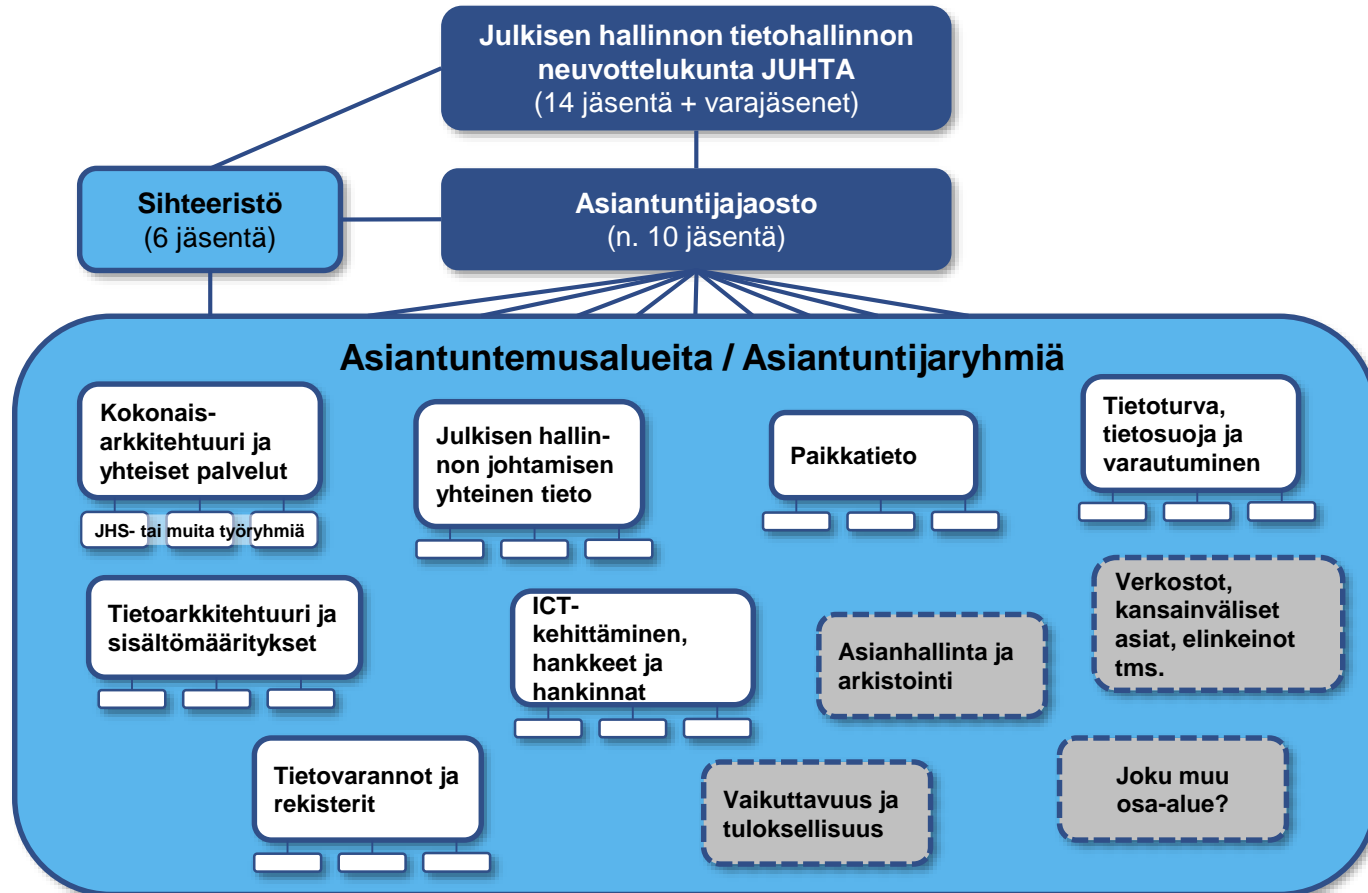 Julkisen hallinnon tietohallinnon
neuvottelukunta JUHTA
(14 jäsentä + varajäsenet)
Sihteeristö
(6 jäsentä)
Asiantuntijajaosto
(n. 10 jäsentä)
Asiantuntemusalueita / Asiantuntijaryhmiä
Kokonais-
arkkitehtuuri ja
yhteiset palvelut
JHS- tai muita työryhmiä
Julkisen hallin-
non johtamisen
yhteinen tieto
Paikkatieto
Tietoturva,
tietosuoja ja
varautuminen
Tietoarkkitehtuuri ja
sisältömääritykset
ICT-
kehittäminen,
hankkeet ja
hankinnat
Asianhallinta ja
arkistointi
Verkostot,
kansainväliset
asiat, elinkeinot
tms.
Tietovarannot ja
rekisterit
Vaikuttavuus ja
tuloksellisuus
Joku muu
osa-alue?